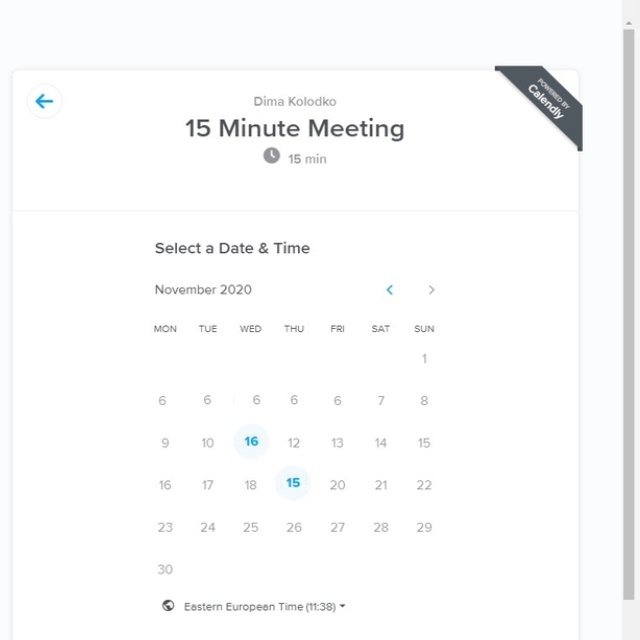 POWERED BY
Calendly
Dima Kolodko
15 Minute Meeting
15 min
Select a Date & Time
November 2020
MON TUE WED THU FRI SAT SUN
1
6 6 6 6 6 7 8
9 10 16 12 13 14 15
16 17 18 15 20 21 22
23 24 25 26 27 28 29
30
Eastern European Time (11:38)